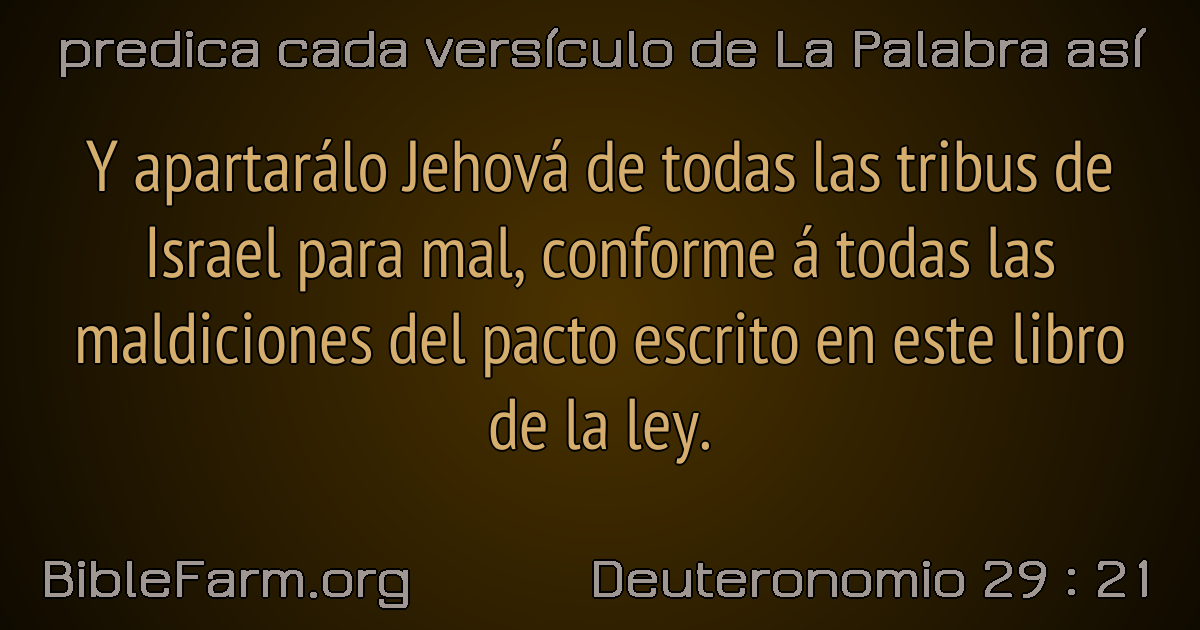 predica cada versículo de La Palabra así
Y apartarálo Jehová de todas las tribus de
Israel para mal, conforme á todas las
maldiciones del pacto escrito en este libro
de la ley.
BibleFarm.org
Deuteronomio 29 : 21